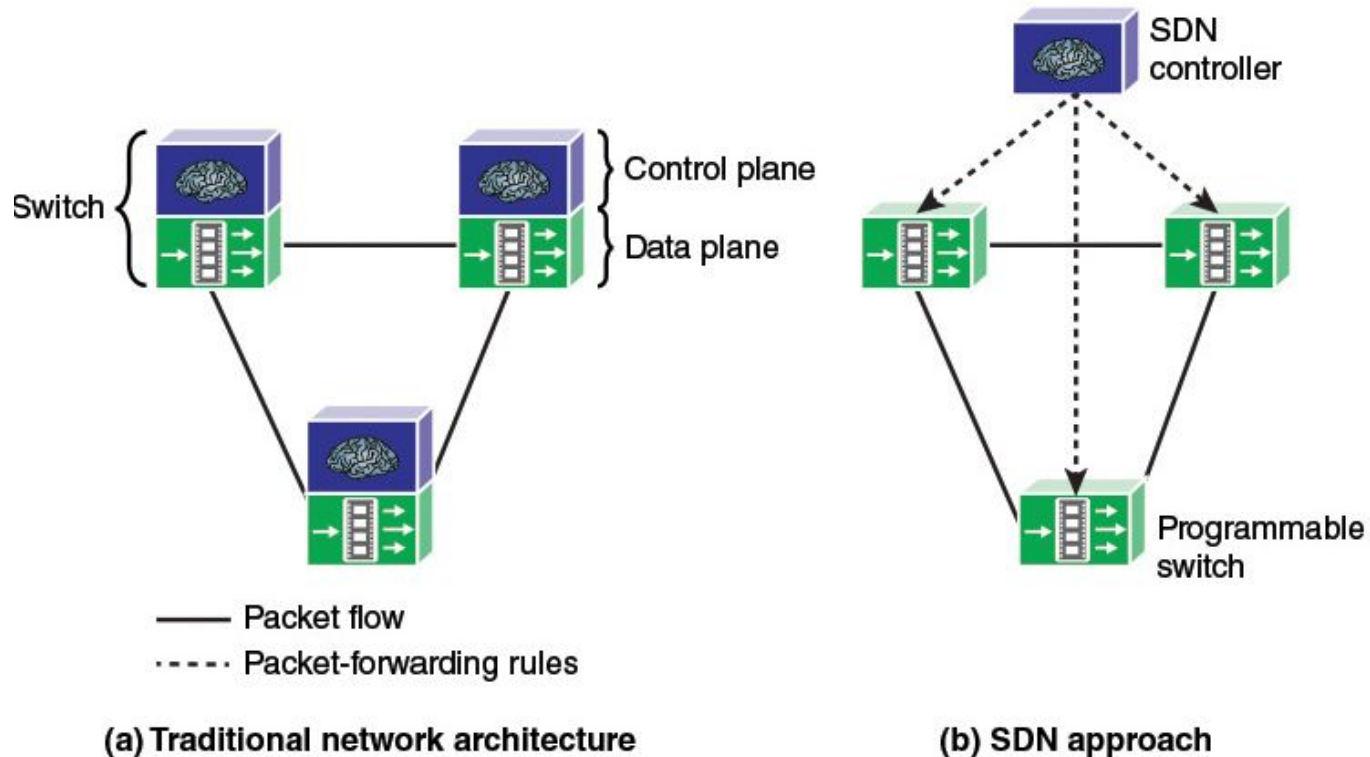 SDN
controller
Switch
Control plane
Data plane
Programmable
switch
Packet flow
Packet-forwarding rules
(a) Traditional network architecture
(b) SDN approach